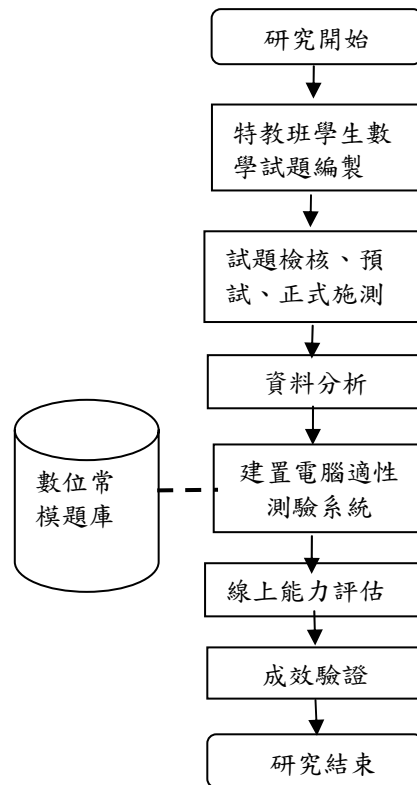 研究開始
特教班學生數
學試題編製
試題檢核、預
試、正式施測
資料分析
數位常
模題庫
建置電腦適性
測驗系統
線上能力評估
成效驗證
研究結束